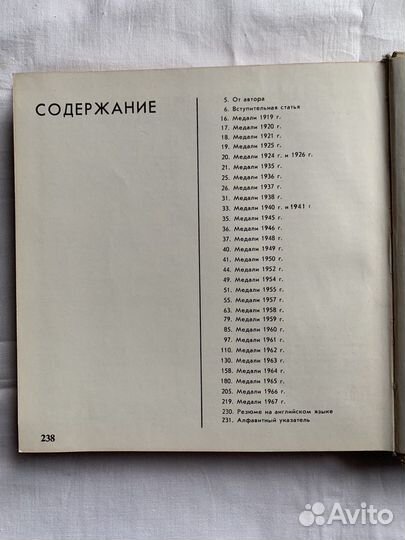 СОДЕРЖАНИЕ
5. От автора
6. Вступительная статья
16. Медали 1919 г.
17. Медали 1920 г.
18. Медали 1921 г.
19. Медали 1925 г.
20. Медали 1924 г. и 1926 г.
21. Медали 1935 г.
25. Медали 1936 г.
26. Медали 1937 г.
31. Медали 1938 г.
33. Медали 1940 г. и 1941 г
35. Медали 1945 г.
36. Медали 1946 г.
37. Медали 1948 г.
40. Медали 1949 г.
41. Медали 1950 г.
44. Медали 1952 г.
49. Медали 1954 г.
51. Медали 1955 г.
55. Медали 1957 г.
63. Медали 1958 г.
79. Медали 1959 г.
85. Медали 1960 г.
97. Медали 1961 г.
110. Медали 1962 г.
130. Медали 1963 г.
158. Медали 1964 г.
180. Медали 1965 г.
205. Медали 1966 г.
219. Медали 1967 г.
230. Резюме на английском языке
231. Алфавитный указатель
238
Avito